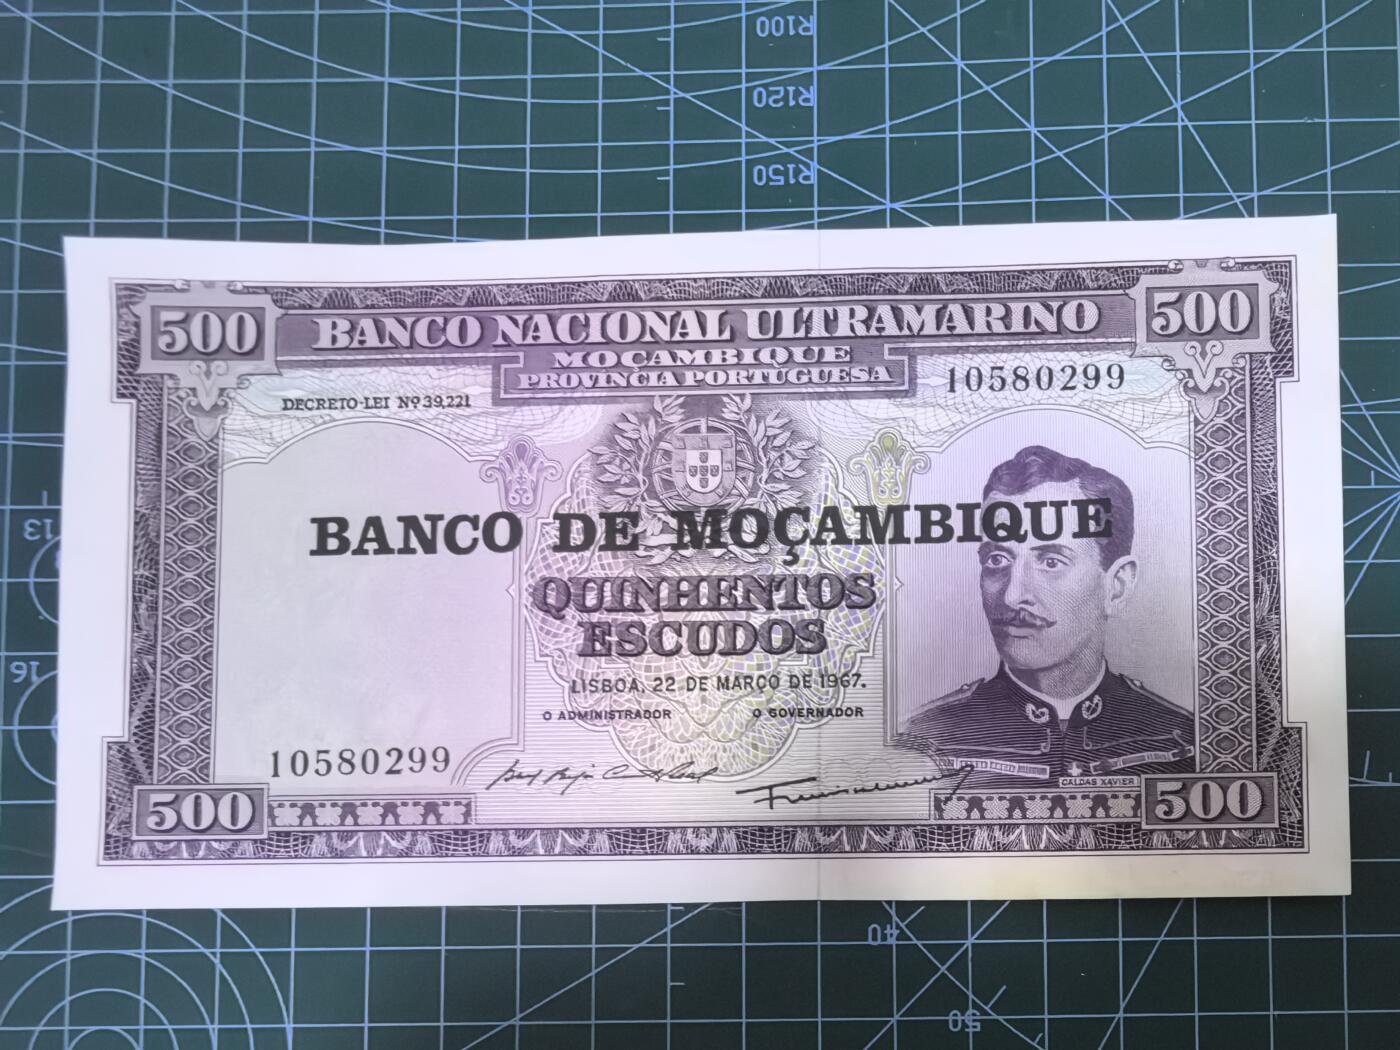 R100
R120
R150
500
500
BANCO NACIONAL ULTRAMARINO
MOÇAMBIQUE
PROVÍNCIA PORTUGUESA
10580299
DECRETO-LEI Nº 39.221
BANCO DE MOÇAMBIQUE
QUINHENTOS
ESCUDOS
LISBOA, 22 DE MARÇO DE 1967.
O ADMINISTRADOR
O GOVERNADOR
10580299
CALDAS XAVIER
500
500
13
16
40
50